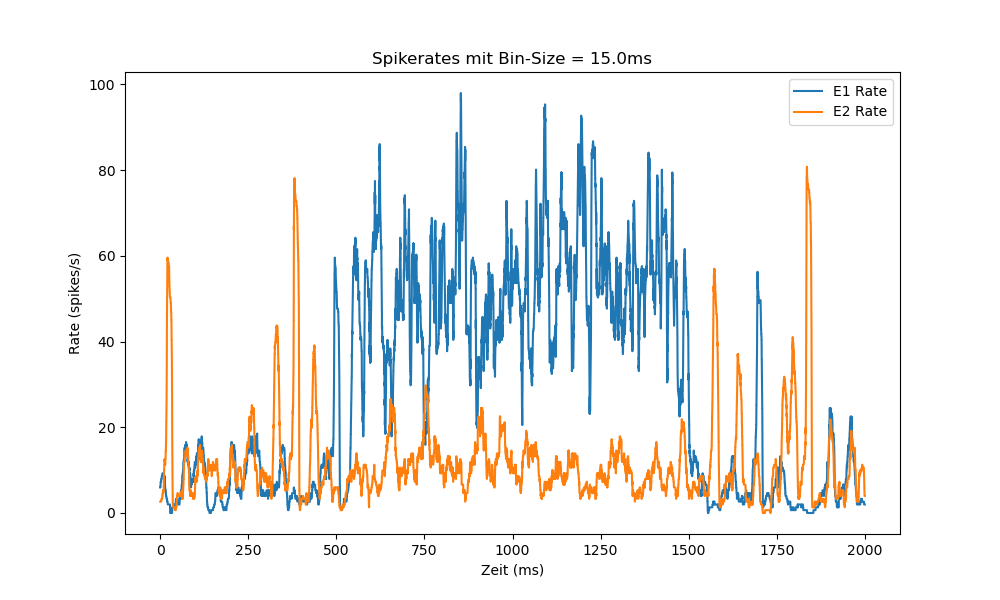 Spikerates mit Bin-Size = 15.0ms
E1 Rate
E2 Rate
100
80
60
40
20
0
Rate (spikes/s)
0 250 500 750 1000 1250 1500 1750 2000
Zeit (ms)